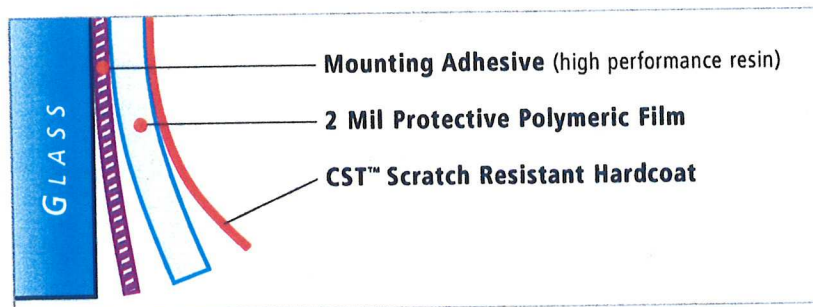 GLASS
Mounting Adhesive (high performance resin)
2 Mil Protective Polymeric Film
CST™ Scratch Resistant Hardcoat